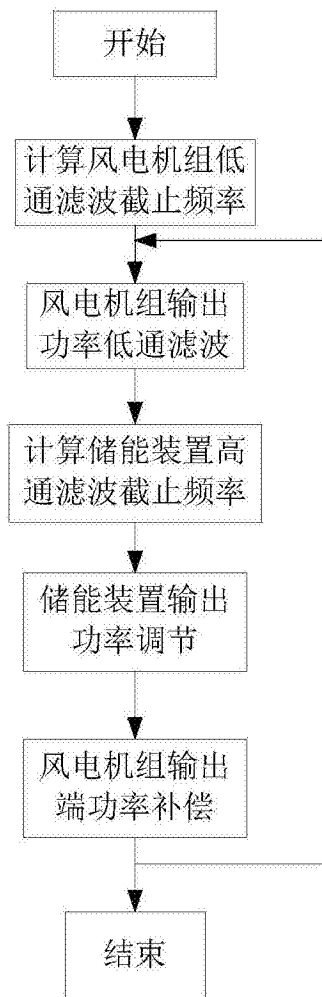 开始
计算风电机组低
通滤波截止频率
风电机组输出
功率低通滤波
计算储能装置高
通滤波截止频率
储能装置输出
功率调节
风电机组输出
端功率补偿
结束